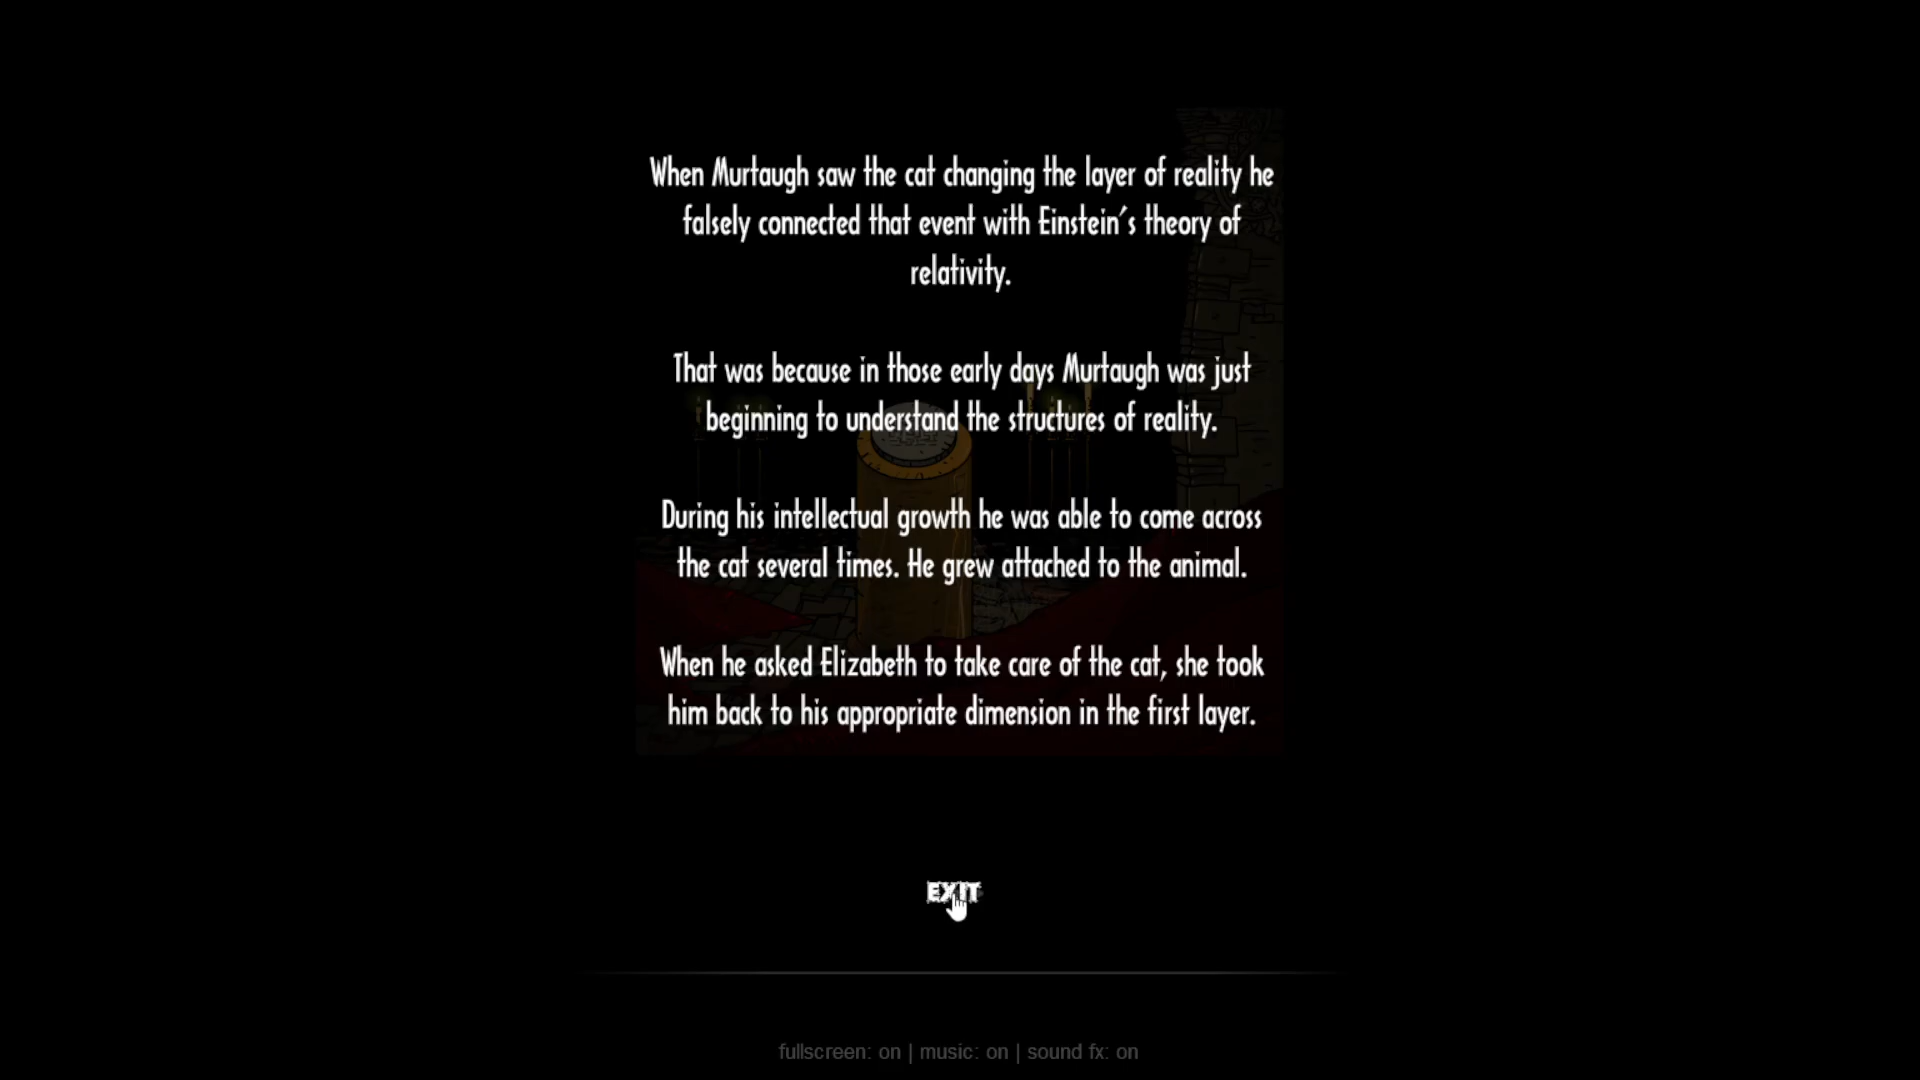 When Murtaugh saw the cat changing the layer of reality he
falsely connected that event with Einstein's theory of
relativity.
That was because in those early days Murtaugh was just
beginning to understand the structures of reality.
During his intellectual growth he was able to come across
the cat several times. He grew attached to the animal.
When he asked Elizabeth to take care of the cat, she took
him back to his appropriate dimension in the first layer.
EXIT
fullscreen: on | music: on | sound fx: on